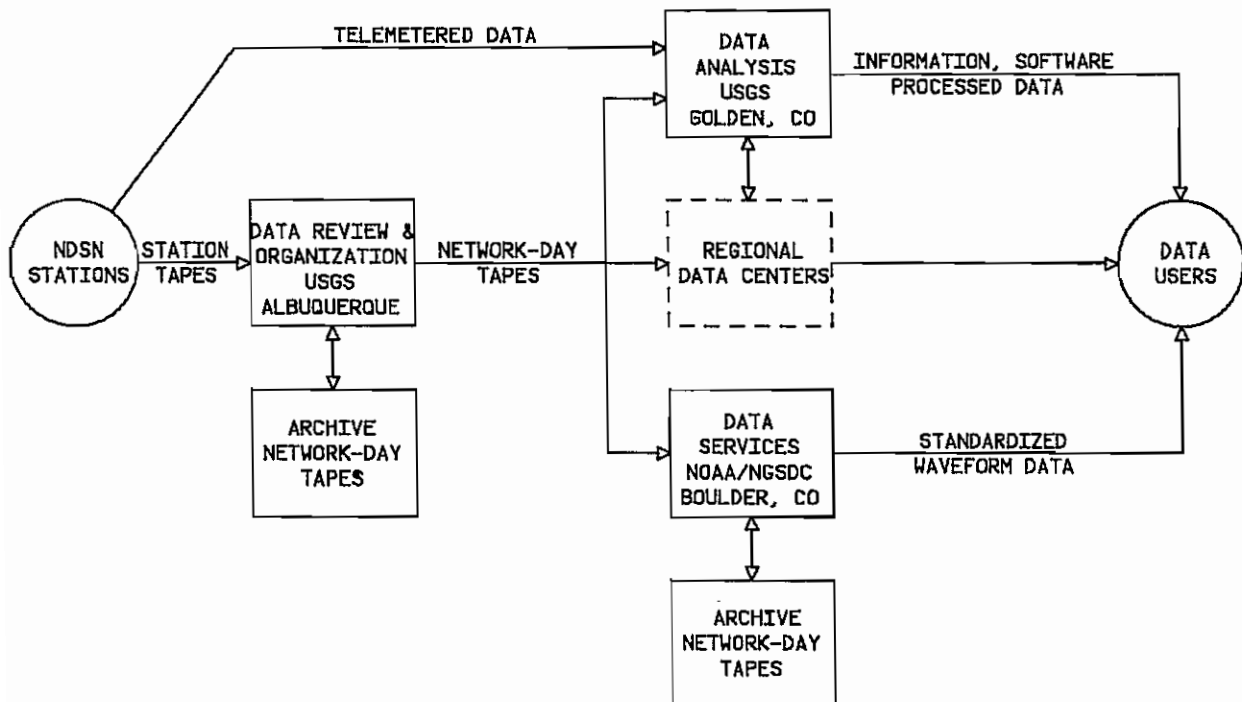 TELEMETERED DATA
DATA
ANALYSIS
USGS
GOLDEN, CO
INFORMATION, SOFTWARE
PROCESSED DATA
NDSN
STATIONS
STATION
TAPES
DATA REVIEW &
ORGANIZATION
USGS
ALBUQUERQUE
NETWORK-DAY
TAPES
REGIONAL
DATA CENTERS
DATA
USERS
ARCHIVE
NETWORK-DAY
TAPES
DATA
SERVICES
NOAA/NGSDC
BOULDER, CO
STANDARDIZED
WAVEFORM DATA
ARCHIVE
NETWORK-DAY
TAPES